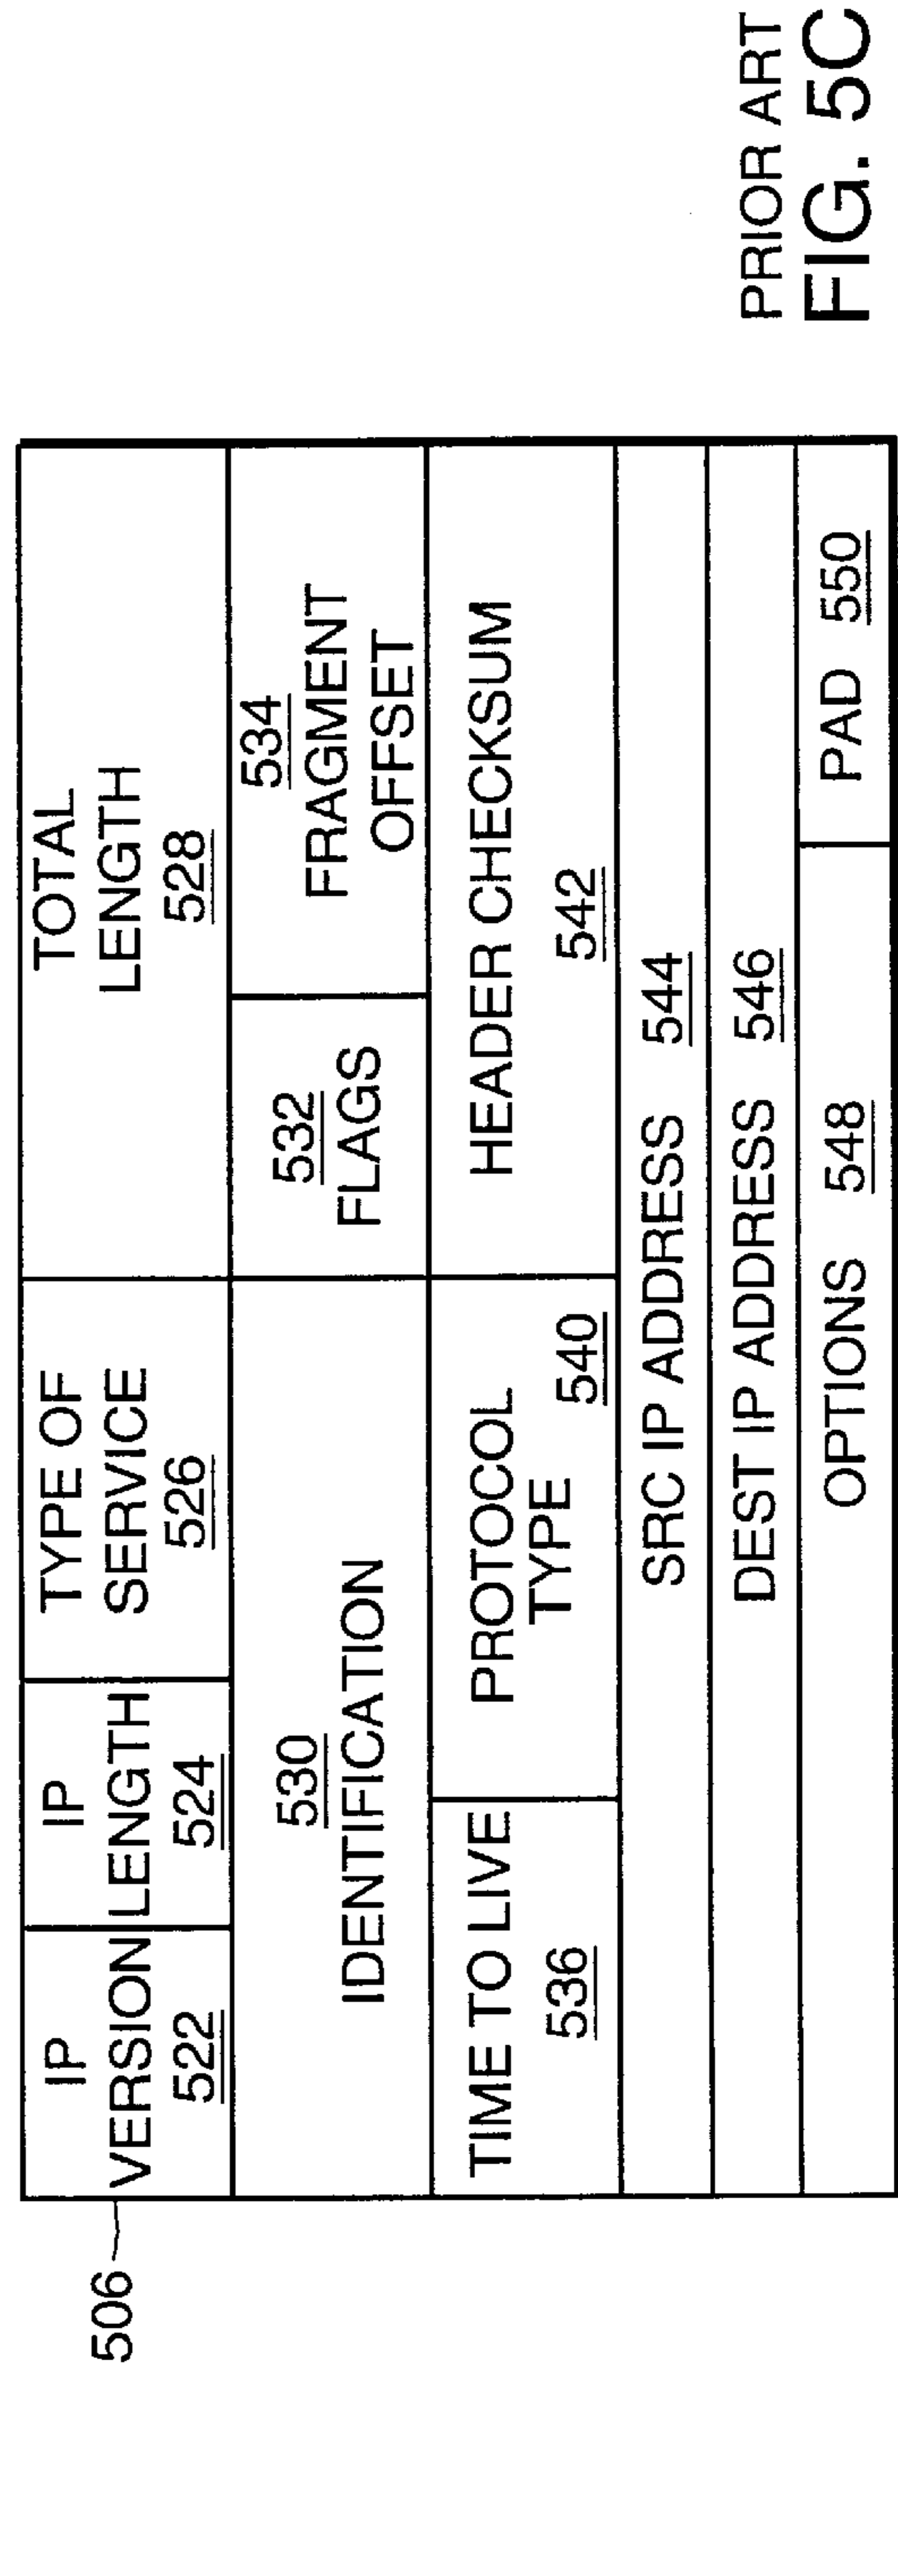 506
IP
VERSION
522
IP
LENGTH
524
TYPE OF
SERVICE
526
TOTAL
LENGTH
528
530
IDENTIFICATION
532
FLAGS
534
FRAGMENT
OFFSET
TIME TO LIVE
536
PROTOCOL
TYPE
540
HEADER CHECKSUM
542
SRC IP ADDRESS 544
DEST IP ADDRESS 546
OPTIONS 548
PAD 550
PRIOR ART
FIG. 5C